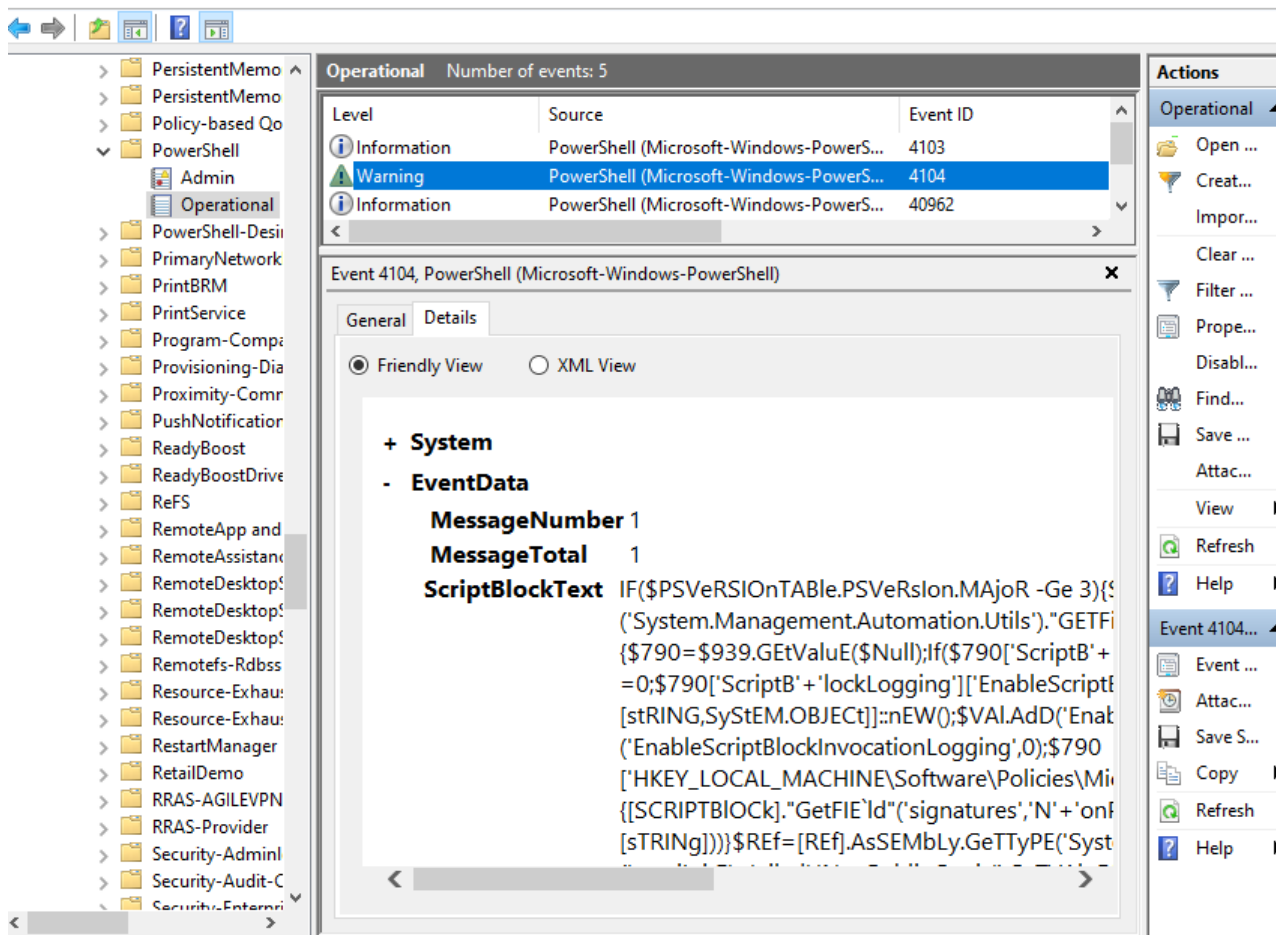 PersistentMemo
PersistentMemo
Policy-based Qo
PowerShell
Admin
Operational
PowerShell-Desi
PrimaryNetwork
PrintBRM
PrintService
Program-Compa
Provisioning-Dia
Proximity-Comr
PushNotification
ReadyBoost
ReadyBoostDrive
ReFS
RemoteApp and
RemoteAssistanc
RemoteDesktopS
RemoteDesktopS
RemoteDesktopS
Remotefs-Rdbss
Resource-Exhaus
Resource-Exhaus
RestartManager
RetailDemo
RRAS-AGILEVPN
RRAS-Provider
Security-AdminI
Security-Audit-C
Security-Enterpri
Operational Number of events: 5
Level Source Event ID
Information PowerShell (Microsoft-Windows-PowerS... 4103
Warning PowerShell (Microsoft-Windows-PowerS... 4104
Information PowerShell (Microsoft-Windows-PowerS... 40962
Event 4104, PowerShell (Microsoft-Windows-PowerShell)
General Details
Friendly View XML View
+ System
- EventData
MessageNumber 1
MessageTotal 1
ScriptBlockText IF($PSVeRSIOnTABle.PSVeRsIon.MAjoR -Ge 3){$
('System.Management.Automation.Utils')."GETFi
{$790=$939.GEtValuE($Null);If($790['ScriptB'+
=0;$790['ScriptB'+'lockLogging']['EnableScriptB
[stRING,SyStEM.OBJECt]]::nEW();$VAl.AdD('Enab
('EnableScriptBlockInvocationLogging',0);$790
['HKEY_LOCAL_MACHINE\Software\Policies\Mic
{[SCRIPTBlOCk]."GetFIE`ld"('signatures','N'+'onP
[sTRINg]))}$REf=[REf].AsSEMbLy.GeTTyPE('Syst
Actions
Operational
Open ...
Creat...
Impor...
Clear ...
Filter ...
Prope...
Disabl...
Find...
Save ...
Attac...
View
Refresh
Help
Event 4104...
Event ...
Attac...
Save S...
Copy
Refresh
Help